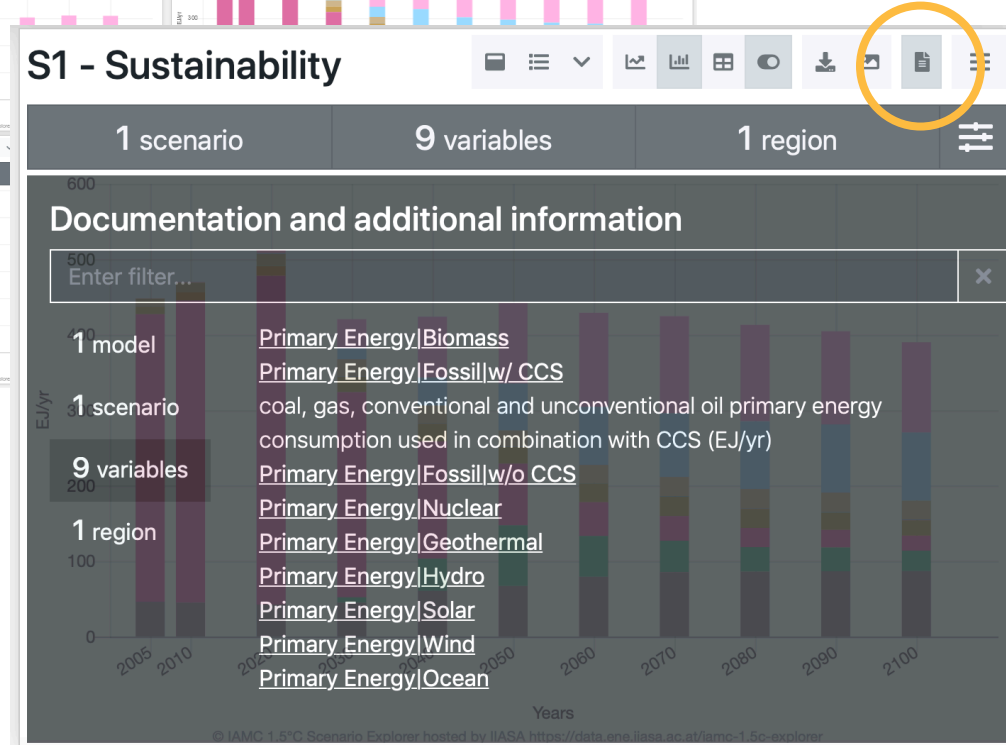 300
S1 - Sustainability
1 scenario
9 variables
1 region
600
Documentation and additional information
500
Enter filter...
400
1 model
Primary Energy|Biomass
Primary Energy|Fossil|w/ CCS
EJ/yr
300
1 scenario
coal, gas, conventional and unconventional oil primary energy
consumption used in combination with CCS (EJ/yr)
9 variables
Primary Energy|Fossil|w/o CCS
200
Primary Energy|Nuclear
1 region
Primary Energy|Geothermal
100
Primary Energy|Hydro
Primary Energy|Solar
0
Primary Energy|Wind
2005 2010 2020 2030 2040 2050 2060 2070 2080 2090 2100
Primary Energy|Ocean
Years
© IAMC 1.5°C Scenario Explorer hosted by IIASA https://data.ene.iiasa.ac.at/iamc-1.5c-explorer